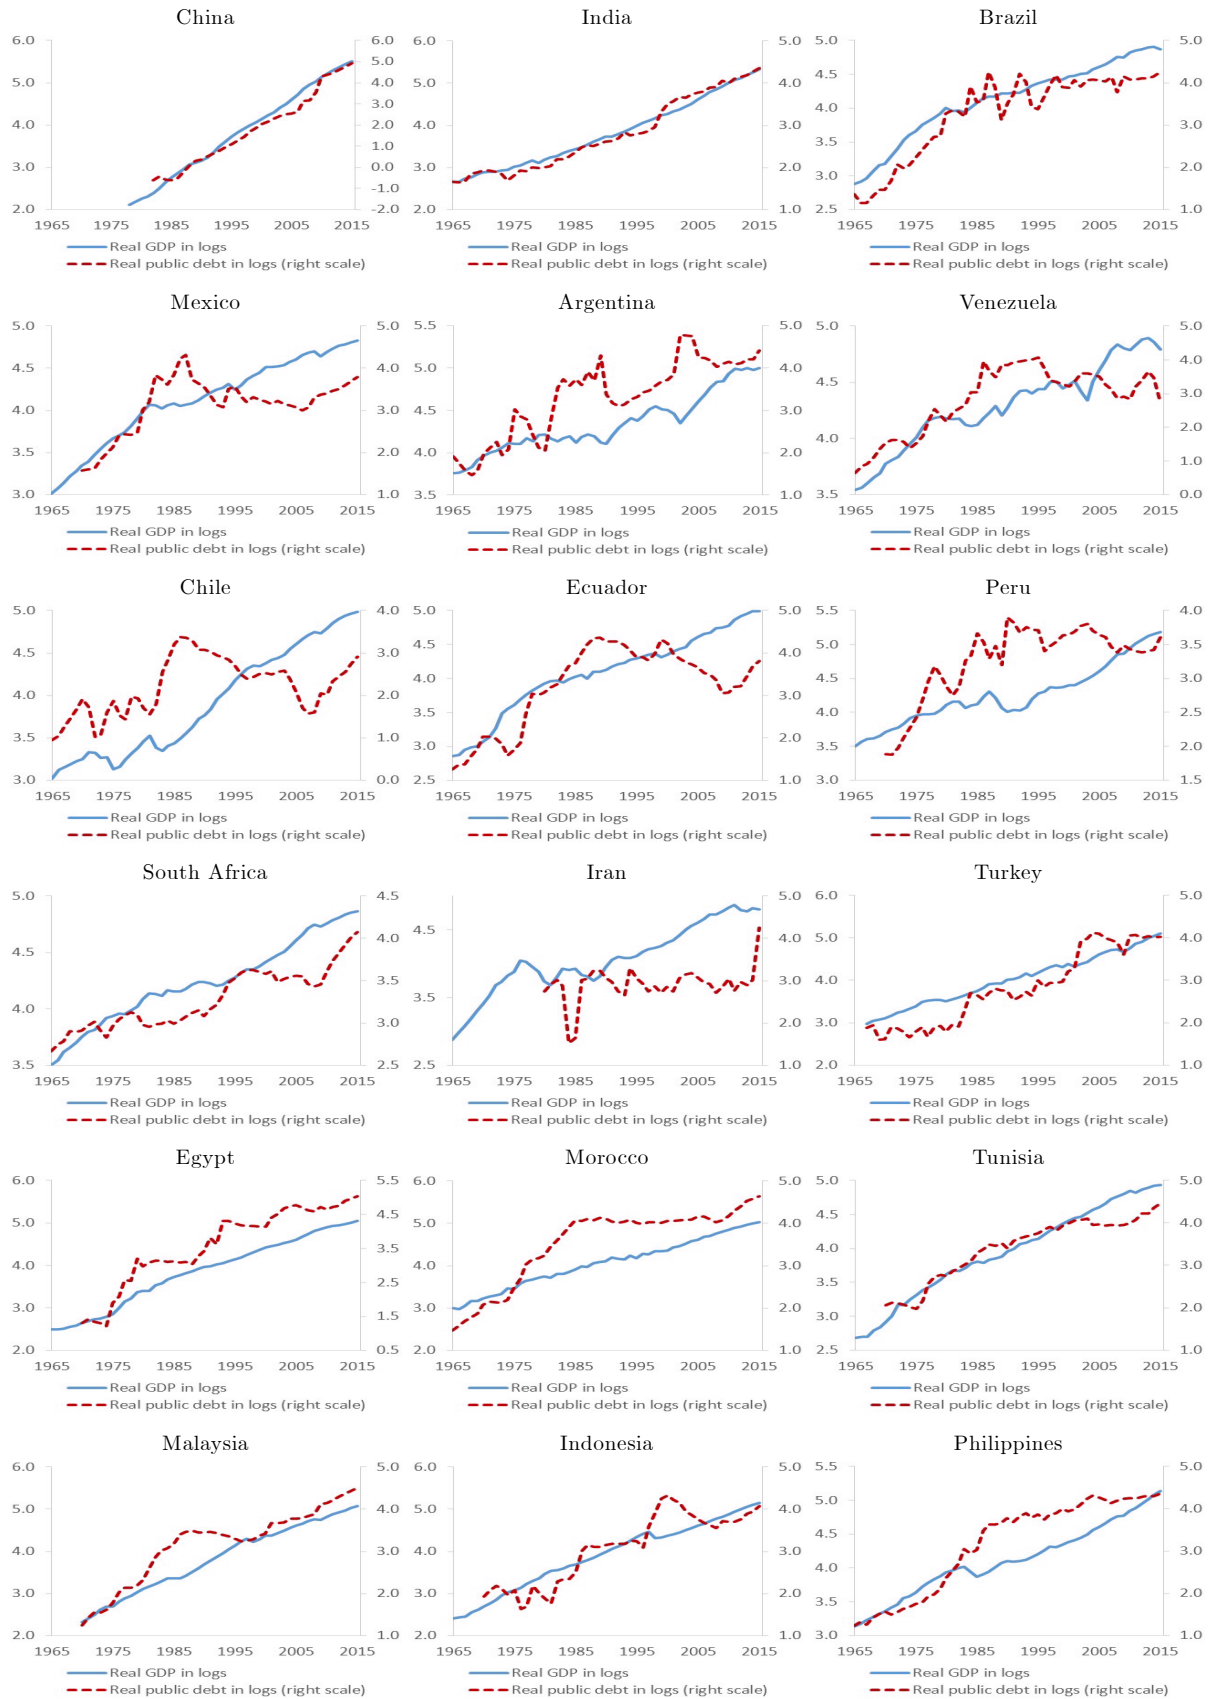 China
6.0 5.0 4.0 3.0 2.0
6.0 5.0 4.0 3.0 2.0 1.0 0.0 -1.0 -2.0
1965 1975 1985 1995 2005 2015
Real GDP in logs
Real public debt in logs (right scale)
India
6.0 5.0 4.0 3.0 2.0
5.0 4.0 3.0 2.0 1.0
1965 1975 1985 1995 2005 2015
Real GDP in logs
Real public debt in logs (right scale)
Brazil
5.0 4.5 4.0 3.5 3.0 2.5
5.0 4.0 3.0 2.0 1.0
1965 1975 1985 1995 2005 2015
Real GDP in logs
Real public debt in logs (right scale)
Mexico
5.0 4.5 4.0 3.5 3.0
5.0 4.0 3.0 2.0 1.0
1965 1975 1985 1995 2005 2015
Real GDP in logs
Real public debt in logs (right scale)
Argentina
5.5 5.0 4.5 4.0 3.5
5.0 4.0 3.0 2.0 1.0
1965 1975 1985 1995 2005 2015
Real GDP in logs
Real public debt in logs (right scale)
Venezuela
5.0 4.5 4.0 3.5
5.0 4.0 3.0 2.0 1.0 0.0
1965 1975 1985 1995 2005 2015
Real GDP in logs
Real public debt in logs (right scale)
Chile
5.0 4.5 4.0 3.5 3.0
4.0 3.0 2.0 1.0 0.0
1965 1975 1985 1995 2005 2015
Real GDP in logs
Real public debt in logs (right scale)
Ecuador
5.0 4.5 4.0 3.5 3.0 2.5
5.0 4.0 3.0 2.0 1.0
1965 1975 1985 1995 2005 2015
Real GDP in logs
Real public debt in logs (right scale)
Peru
5.5 5.0 4.5 4.0 3.5 3.0
4.0 3.5 3.0 2.5 2.0 1.5
1965 1975 1985 1995 2005 2015
Real GDP in logs
Real public debt in logs (right scale)
South Africa
5.0 4.5 4.0 3.5
4.5 4.0 3.5 3.0 2.5
1965 1975 1985 1995 2005 2015
Real GDP in logs
Real public debt in logs (right scale)
Iran
4.5 3.5 2.5
5.0 4.0 3.0 2.0 1.0
1965 1975 1985 1995 2005 2015
Real GDP in logs
Real public debt in logs (right scale)
Turkey
6.0 5.0 4.0 3.0 2.0
5.0 4.0 3.0 2.0 1.0
1965 1975 1985 1995 2005 2015
Real GDP in logs
Real public debt in logs (right scale)
Egypt
6.0 5.0 4.0 3.0 2.0
5.5 4.5 3.5 2.5 1.5 0.5
1965 1975 1985 1995 2005 2015
Real GDP in logs
Real public debt in logs (right scale)
Morocco
6.0 5.0 4.0 3.0 2.0
5.0 4.0 3.0 2.0 1.0
1965 1975 1985 1995 2005 2015
Real GDP in logs
Real public debt in logs (right scale)
Tunisia
5.0 4.5 4.0 3.5 3.0 2.5
5.0 4.0 3.0 2.0 1.0
1965 1975 1985 1995 2005 2015
Real GDP in logs
Real public debt in logs (right scale)
Malaysia
6.0 5.0 4.0 3.0 2.0
5.0 4.0 3.0 2.0 1.0
1965 1975 1985 1995 2005 2015
Real GDP in logs
Real public debt in logs (right scale)
Indonesia
6.0 5.0 4.0 3.0 2.0
5.0 4.0 3.0 2.0 1.0
1965 1975 1985 1995 2005 2015
Real GDP in logs
Real public debt in logs (right scale)
Philippines
5.5 5.0 4.5 4.0 3.5 3.0
5.0 4.0 3.0 2.0 1.0
1965 1975 1985 1995 2005 2015
Real GDP in logs
Real public debt in logs (right scale)